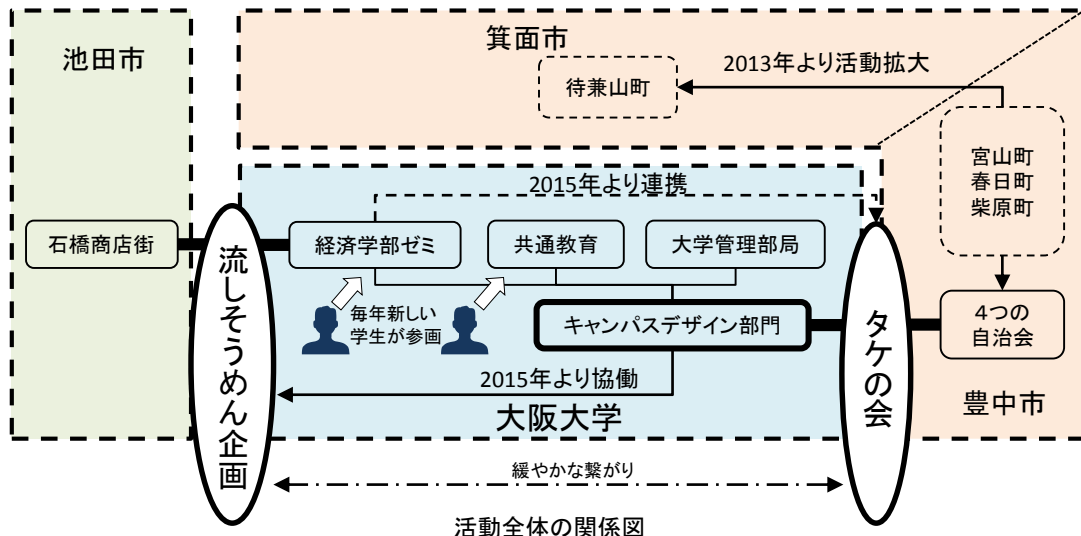 池田市
箕面市
待兼山町
2013年より活動拡大
宮山町
春日町
柴原町
2015年より連携
石橋商店街
流しそうめん企画
経済学部ゼミ
共通教育
大学管理部局
毎年新しい
学生が参画
キャンパスデザイン部門
タケの会
4つの
自治会
2015年より協働
大阪大学
豊中市
緩やかな繋がり
活動全体の関係図